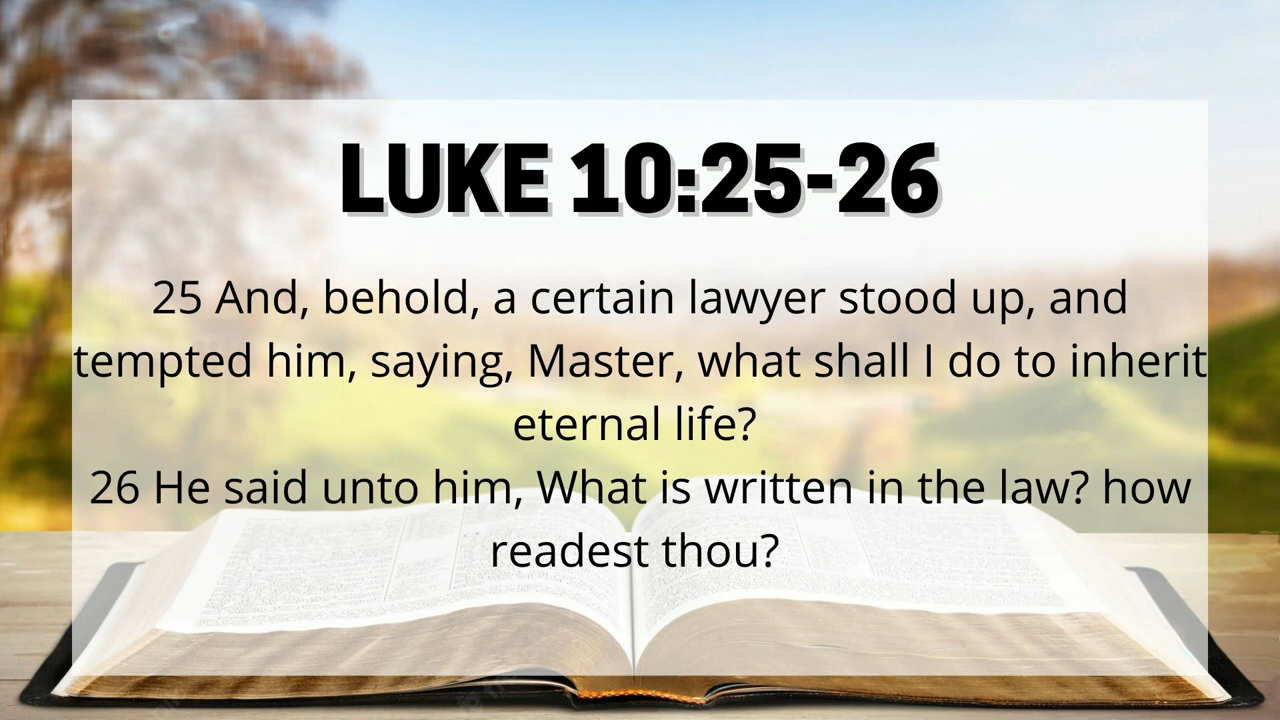 LUKE 10:25-26
25 And, behold, a certain lawyer stood up, and
tempted him, saying, Master, what shall I do to inherit
eternal life?
26 He said unto him, What is written in the law? how
readest thou?